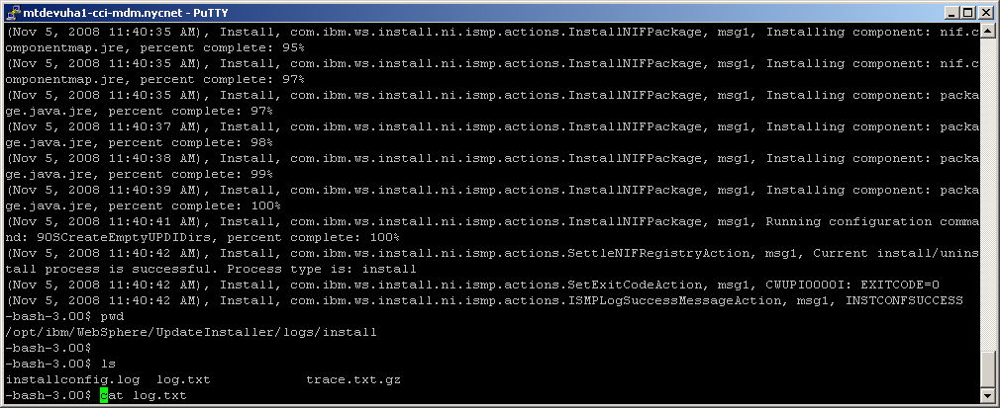 mtdevuha1-cci-mdm.nycnet - PuTTY
(Nov 5, 2008 11:40:35 AM), Install, com.ibm.ws.install.ni.ismp.actions.InstallNIFPackage, msg1, Installing component: nif.c
omponentmap.jre, percent complete: 95%
(Nov 5, 2008 11:40:35 AM), Install, com.ibm.ws.install.ni.ismp.actions.InstallNIFPackage, msg1, Installing component: nif.c
omponentmap.jre, percent complete: 97%
(Nov 5, 2008 11:40:35 AM), Install, com.ibm.ws.install.ni.ismp.actions.InstallNIFPackage, msg1, Installing component: packa
ge.java.jre, percent complete: 97%
(Nov 5, 2008 11:40:37 AM), Install, com.ibm.ws.install.ni.ismp.actions.InstallNIFPackage, msg1, Installing component: packa
ge.java.jre, percent complete: 98%
(Nov 5, 2008 11:40:38 AM), Install, com.ibm.ws.install.ni.ismp.actions.InstallNIFPackage, msg1, Installing component: packa
ge.java.jre, percent complete: 99%
(Nov 5, 2008 11:40:39 AM), Install, com.ibm.ws.install.ni.ismp.actions.InstallNIFPackage, msg1, Installing component: packa
ge.java.jre, percent complete: 100%
(Nov 5, 2008 11:40:41 AM), Install, com.ibm.ws.install.ni.ismp.actions.InstallNIFPackage, msg1, Running configuration comma
nd: 90SCreateEmptyUPDIDirs, percent complete: 100%
(Nov 5, 2008 11:40:42 AM), Install, com.ibm.ws.install.ni.ismp.actions.SettleNIFRegistryAction, msg1, Current install/unins
tall process is successful. Process type is: install
(Nov 5, 2008 11:40:42 AM), Install, com.ibm.ws.install.ni.ismp.actions.SetExitCodeAction, msg1, CWUPI0000I: EXITCODE=0
(Nov 5, 2008 11:40:42 AM), Install, com.ibm.ws.install.ni.ismp.actions.ISMPLogSuccessMessageAction, msg1, INSTCONFSUCCESS
-bash-3.00$ pwd
/opt/ibm/WebSphere/UpdateInstaller/logs/install
-bash-3.00$
-bash-3.00$ ls
installconfig.log  log.txt            trace.txt.gz
-bash-3.00$ cat log.txt